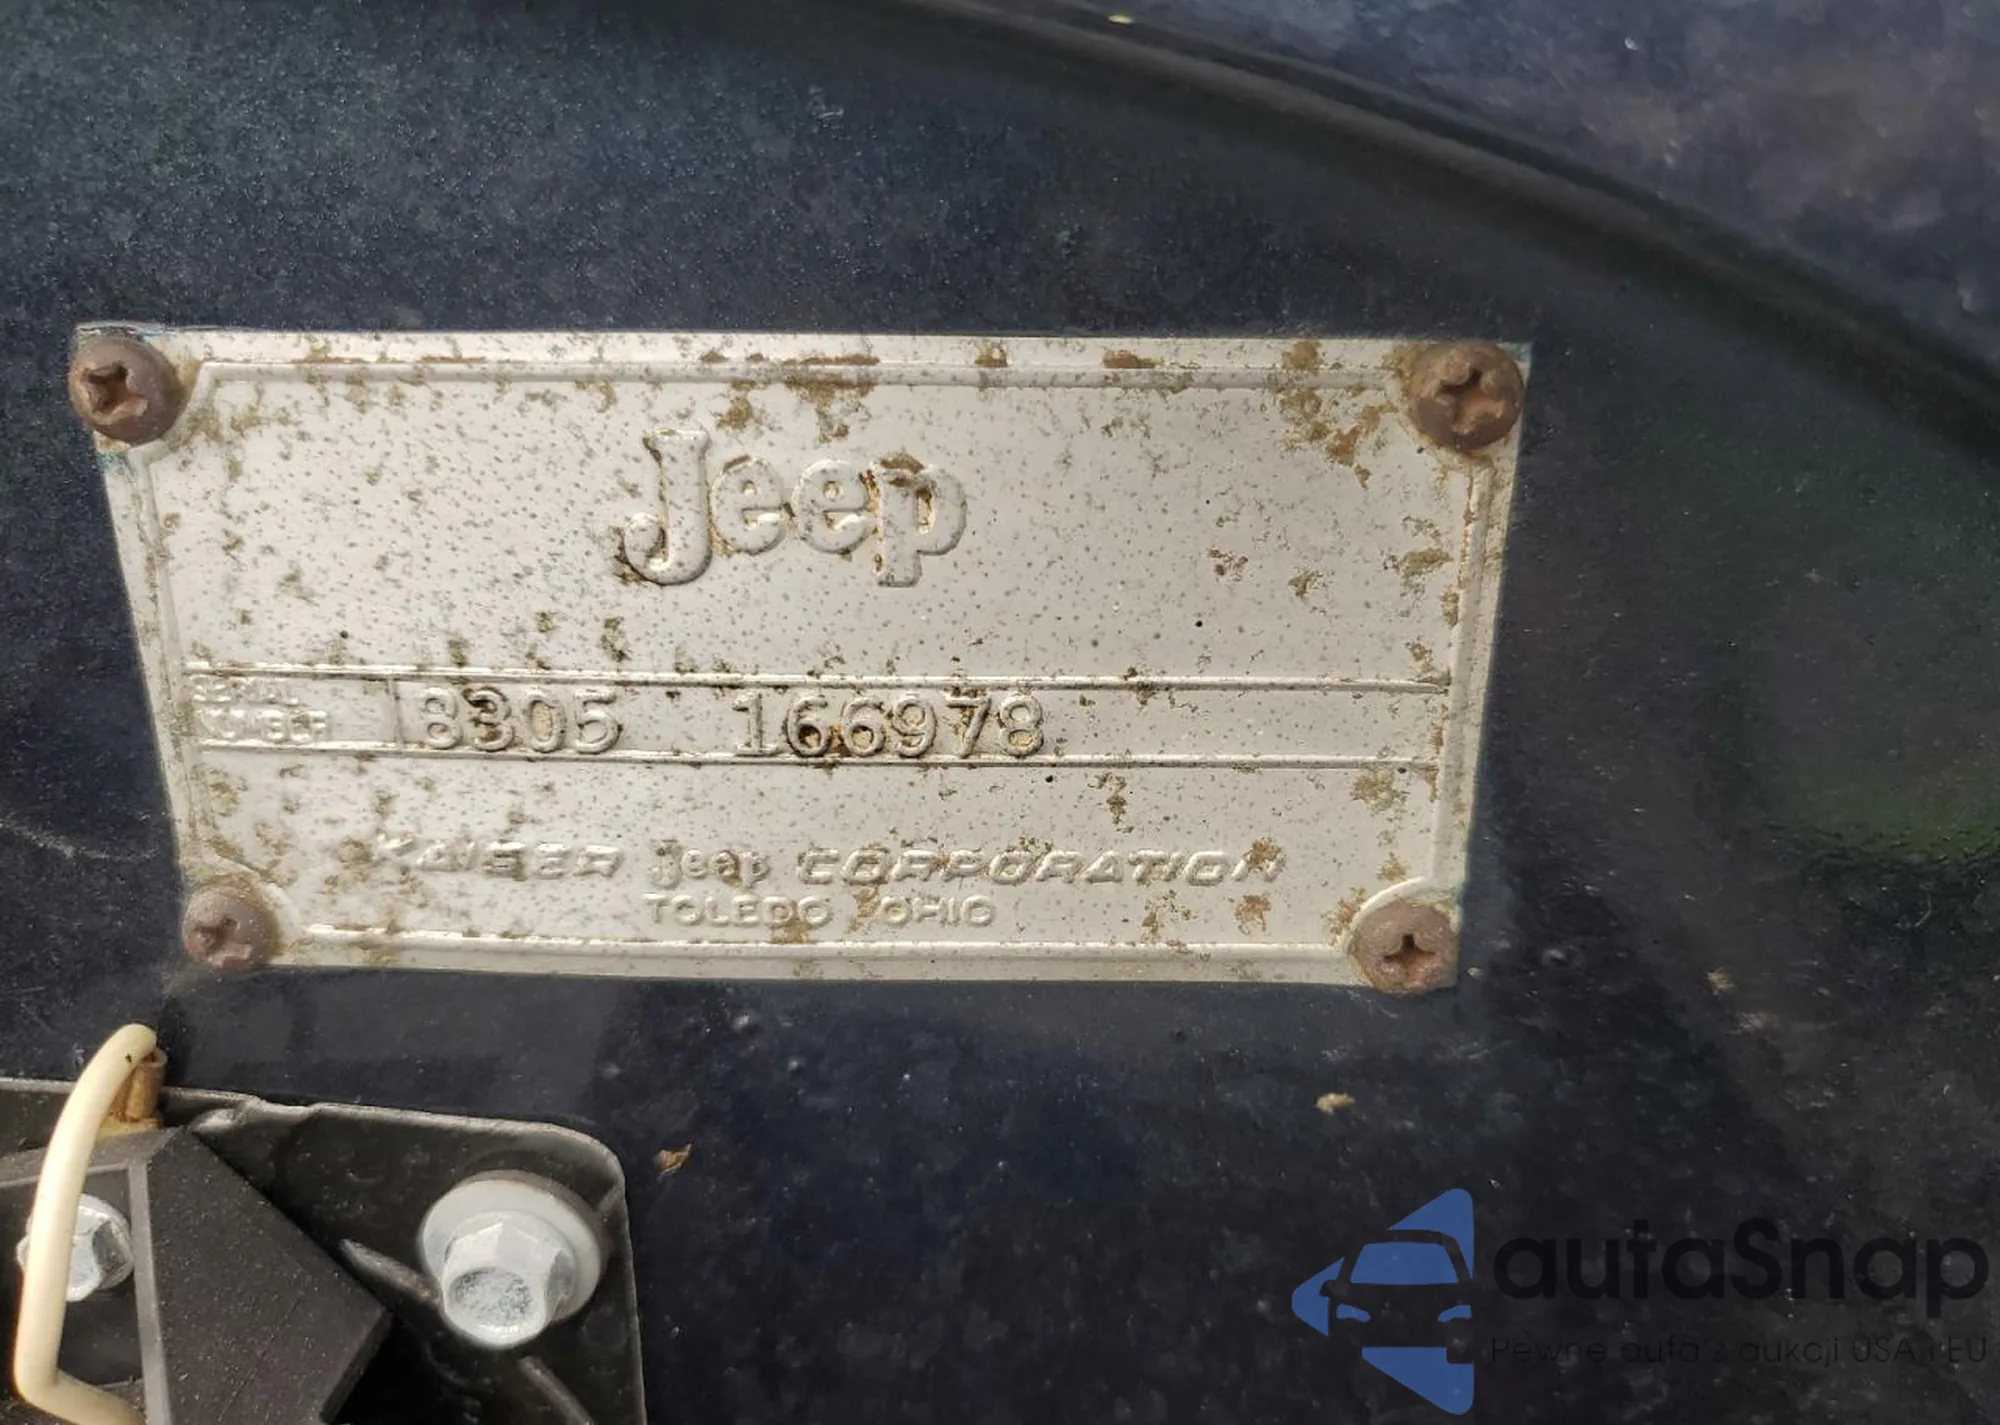 Jeep
SERIAL
NUMBER
8305 166978
KAISER Jeep CORPORATION
TOLEDO OHIO
autaSnap
Pewne auta z aukcji USA i EU